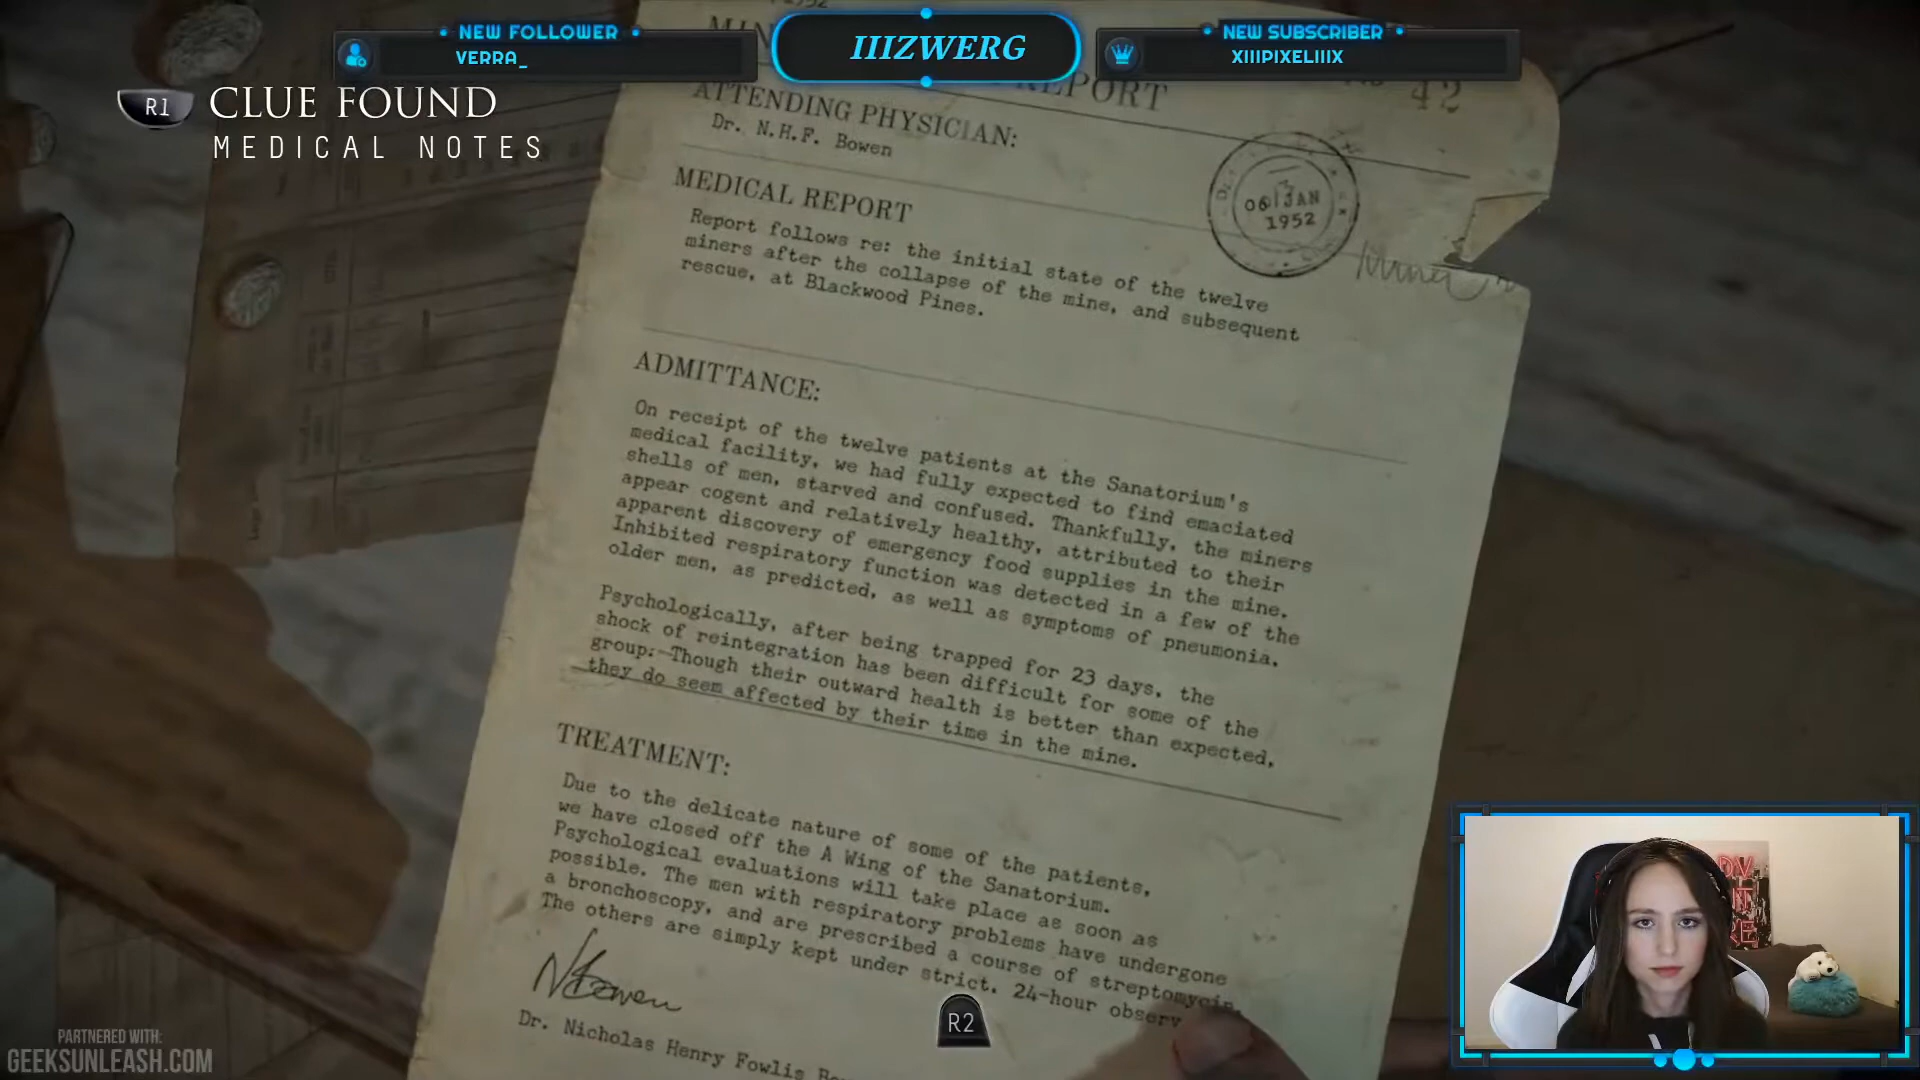 NEW FOLLOWER
VERRA_
IIIZWERG
NEW SUBSCRIBER
XIIIPIXELIIIX
R1
CLUE FOUND
MEDICAL NOTES
1952
REPORT
42
ATTENDING PHYSICIAN:
Dr. N.H.F. Bowen
06 JAN
1952
MEDICAL REPORT
Report follows re: the initial state of the twelve
miners after the collapse of the mine, and subsequent
rescue, at Blackwood Pines.
ADMITTANCE:
On receipt of the twelve patients at the Sanatorium's
medical facility, we had fully expected to find emaciated
shells of men, starved and confused. Thankfully, the miners
appear cogent and relatively healthy, attributed to their
apparent discovery of emergency food supplies in the mine.
Inhibited respiratory function was detected in a few of the
older men, as predicted, as well as symptoms of pneumonia.
Psychologically, after being trapped for 23 days, the
shock of reintegration has been difficult for some of the
group: Though their outward health is better than expected,
they do seem affected by their time in the mine.
TREATMENT:
Due to the delicate nature of some of the patients,
we have closed off the A Wing of the Sanatorium.
Psychological evaluations will take place as soon as
possible. The men with respiratory problems have undergone
a bronchoscopy, and are prescribed a course of streptomycin.
The others are simply kept under strict, 24-hour observ
NBowen
Dr. Nicholas Henry Fowlis Bo
R2
PARTNERED WITH:
GEEKSUNLEASH.COM